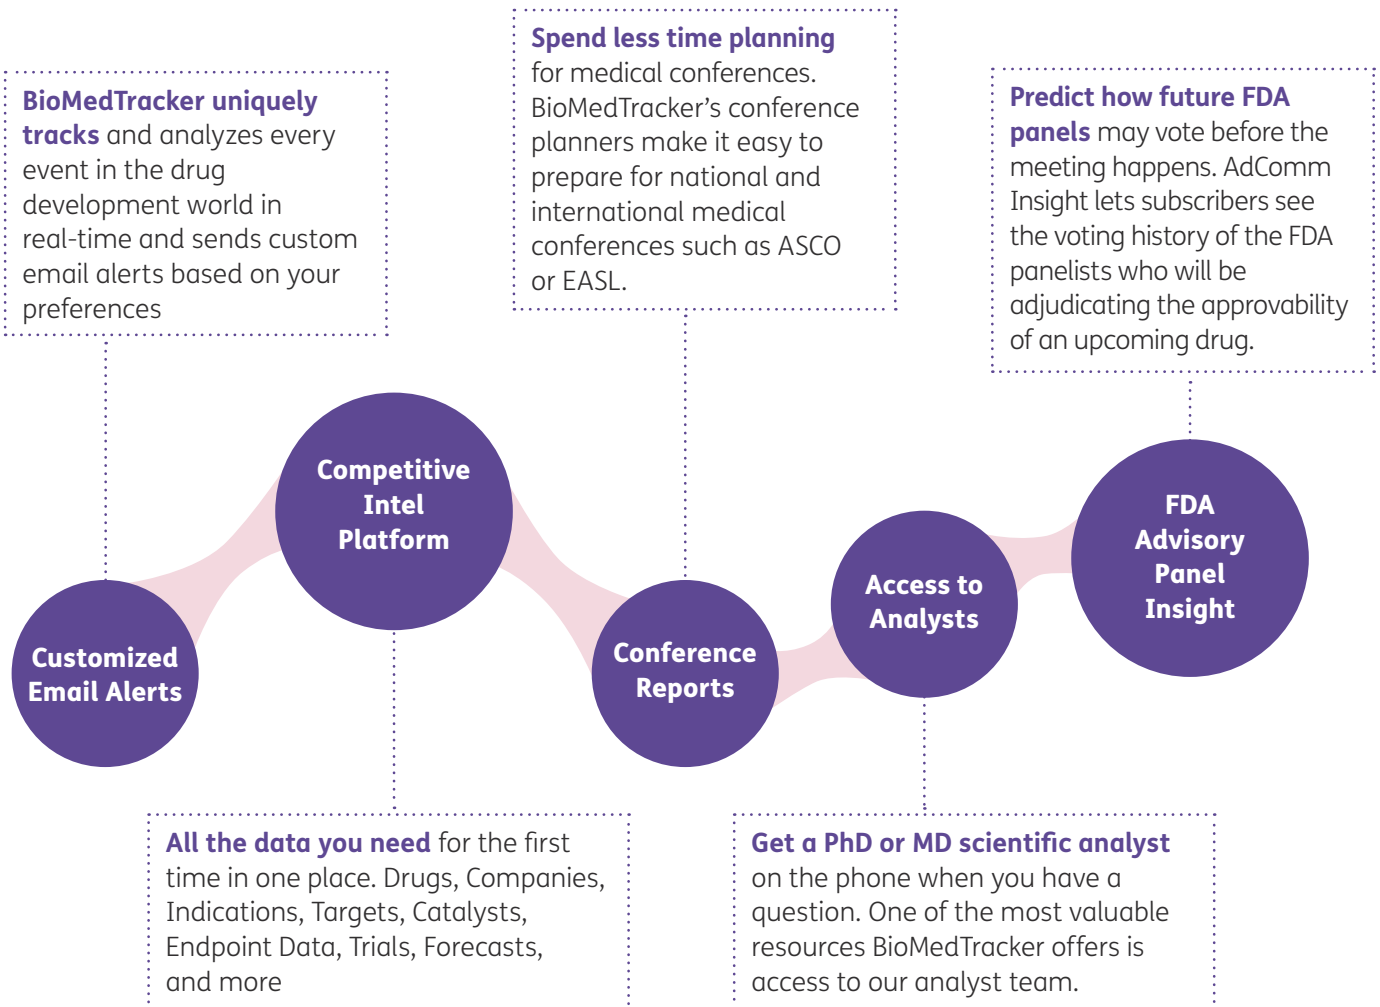 BioMedTracker uniquely
tracks and analyzes every
event in the drug
development world in
real-time and sends custom
email alerts based on your
preferences
Spend less time planning
for medical conferences.
BioMedTracker's conference
planners make it easy to
prepare for national and
international medical
conferences such as ASCO
or EASL.
Predict how future FDA
panels may vote before the
meeting happens. AdComm
Insight lets subscribers see
the voting history of the FDA
panelists who will be
adjudicating the approvability
of an upcoming drug.
Customized
Email Alerts
Competitive
Intel
Platform
Conference
Reports
Access to
Analysts
FDA
Advisory
Panel
Insight
All the data you need for the first
time in one place. Drugs, Companies,
Indications, Targets, Catalysts,
Endpoint Data, Trials, Forecasts,
and more
Get a PhD or MD scientific analyst
on the phone when you have a
question. One of the most valuable
resources BioMedTracker offers is
access to our analyst team.